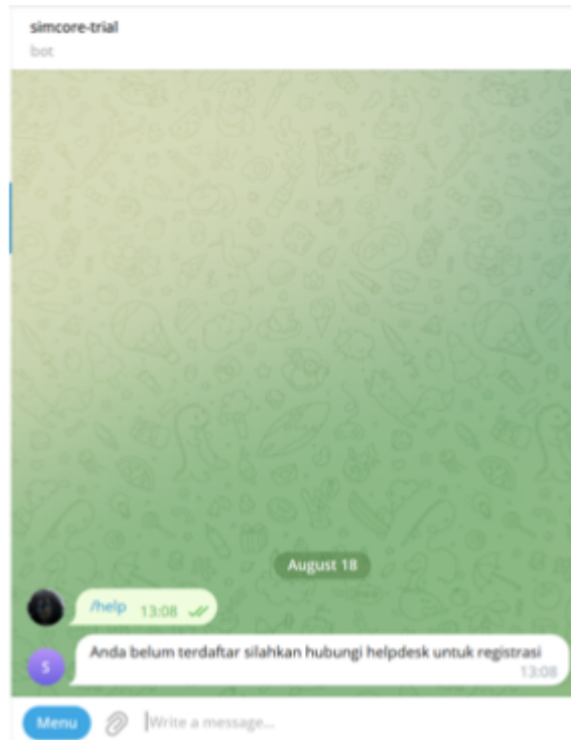 simcore-trial
bot
August 18
/help 13:08
S
Anda belum terdaftar silahkan hubungi helpdesk untuk registrasi
13:08
Menu
Write a message...